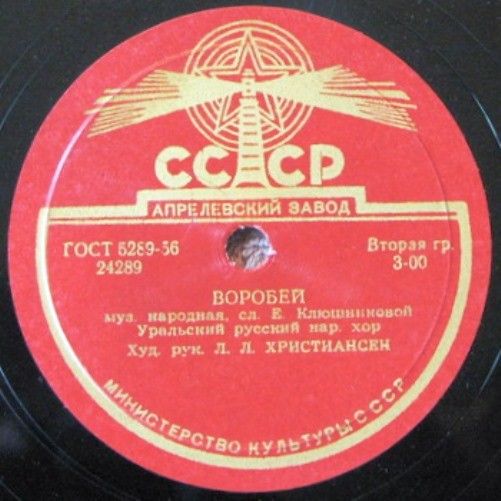 СССР
АПРЕЛЕВСКИЙ ЗАВОД
ГОСТ 5289-56 Вторая гр.
24289 3-00
ВОРОБЕЙ
муз. народная, сл. Е. Клюшниковой
Уральский русский нар. хор
Худ. рук. Л. Л. ХРИСТИАНСЕН
МИНИСТЕРСТВО КУЛЬТУРЫ СССР